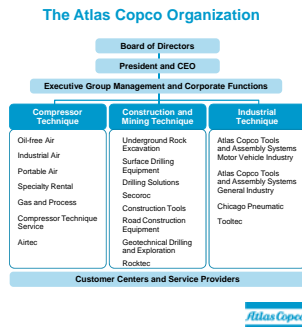 The Atlas Copco Organization
Board of Directors
President and CEO
Executive Group Management and Corporate Functions
Compressor
Technique
Oil-free Air
Industrial Air
Portable Air
Specialty Rental
Gas and Process
Compressor Technique
Service
Airtec
Construction and
Mining Technique
Underground Rock
Excavation
Surface Drilling
Equipment
Drilling Solutions
Secoroc
Construction Tools
Road Construction
Equipment
Geotechnical Drilling
and Exploration
Rocktec
Industrial
Technique
Atlas Copco Tools
and Assembly Systems
Motor Vehicle Industry
Atlas Copco Tools
and Assembly Systems
General Industry
Chicago Pneumatic
Tooltec
Customer Centers and Service Providers
Atlas Copco